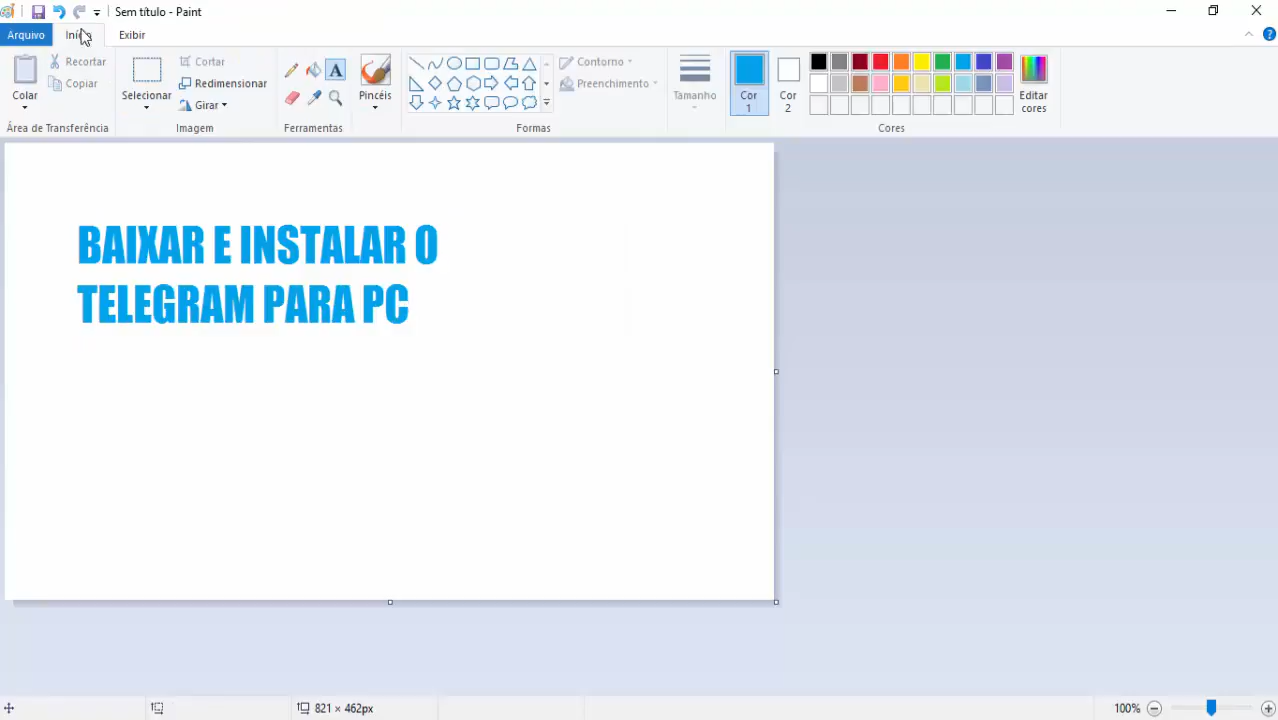 Sem título - Paint
Arquivo
Exibir
Colar
Recortar
Copiar
Área de Transferência
Selecionar
Cortar
Redimensionar
Girar
Imagem
A
Ferramentas
Pincéis
Contorno
Preenchimento
Formas
Tamanho
Cor
1
Cor
2
Editar
cores
Cores
BAIXAR E INSTALAR O
TELEGRAM PARA PC
821 × 462px
100%